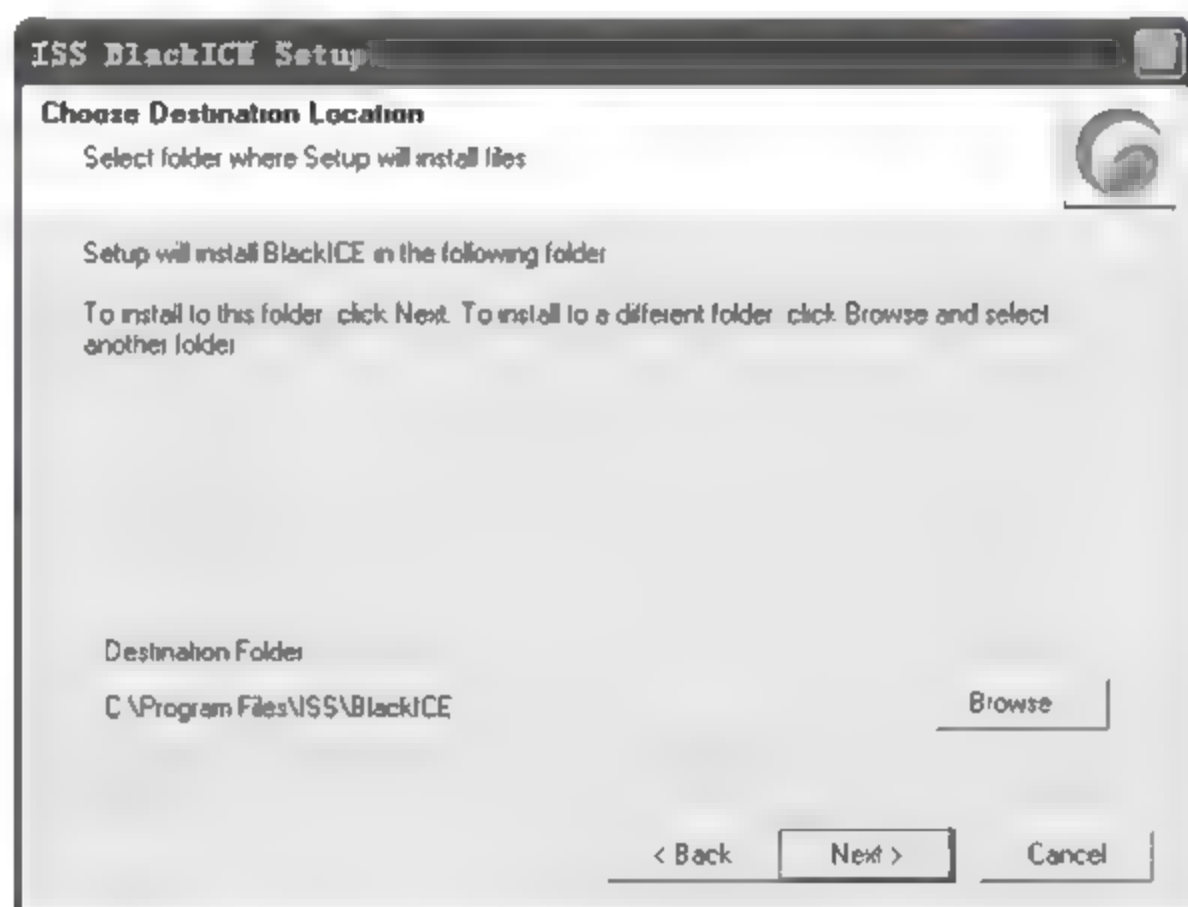 ISS BlackICE Setup
Choose Destination Location
Select folder where Setup will install files
Setup will install BlackICE in the following folder
To install to this folder click Next. To install to a different folder click Browse and select
another folder
Destination Folder
C \Program Files\ISS\BlackICE
Browse
< Back
Next >
Cancel